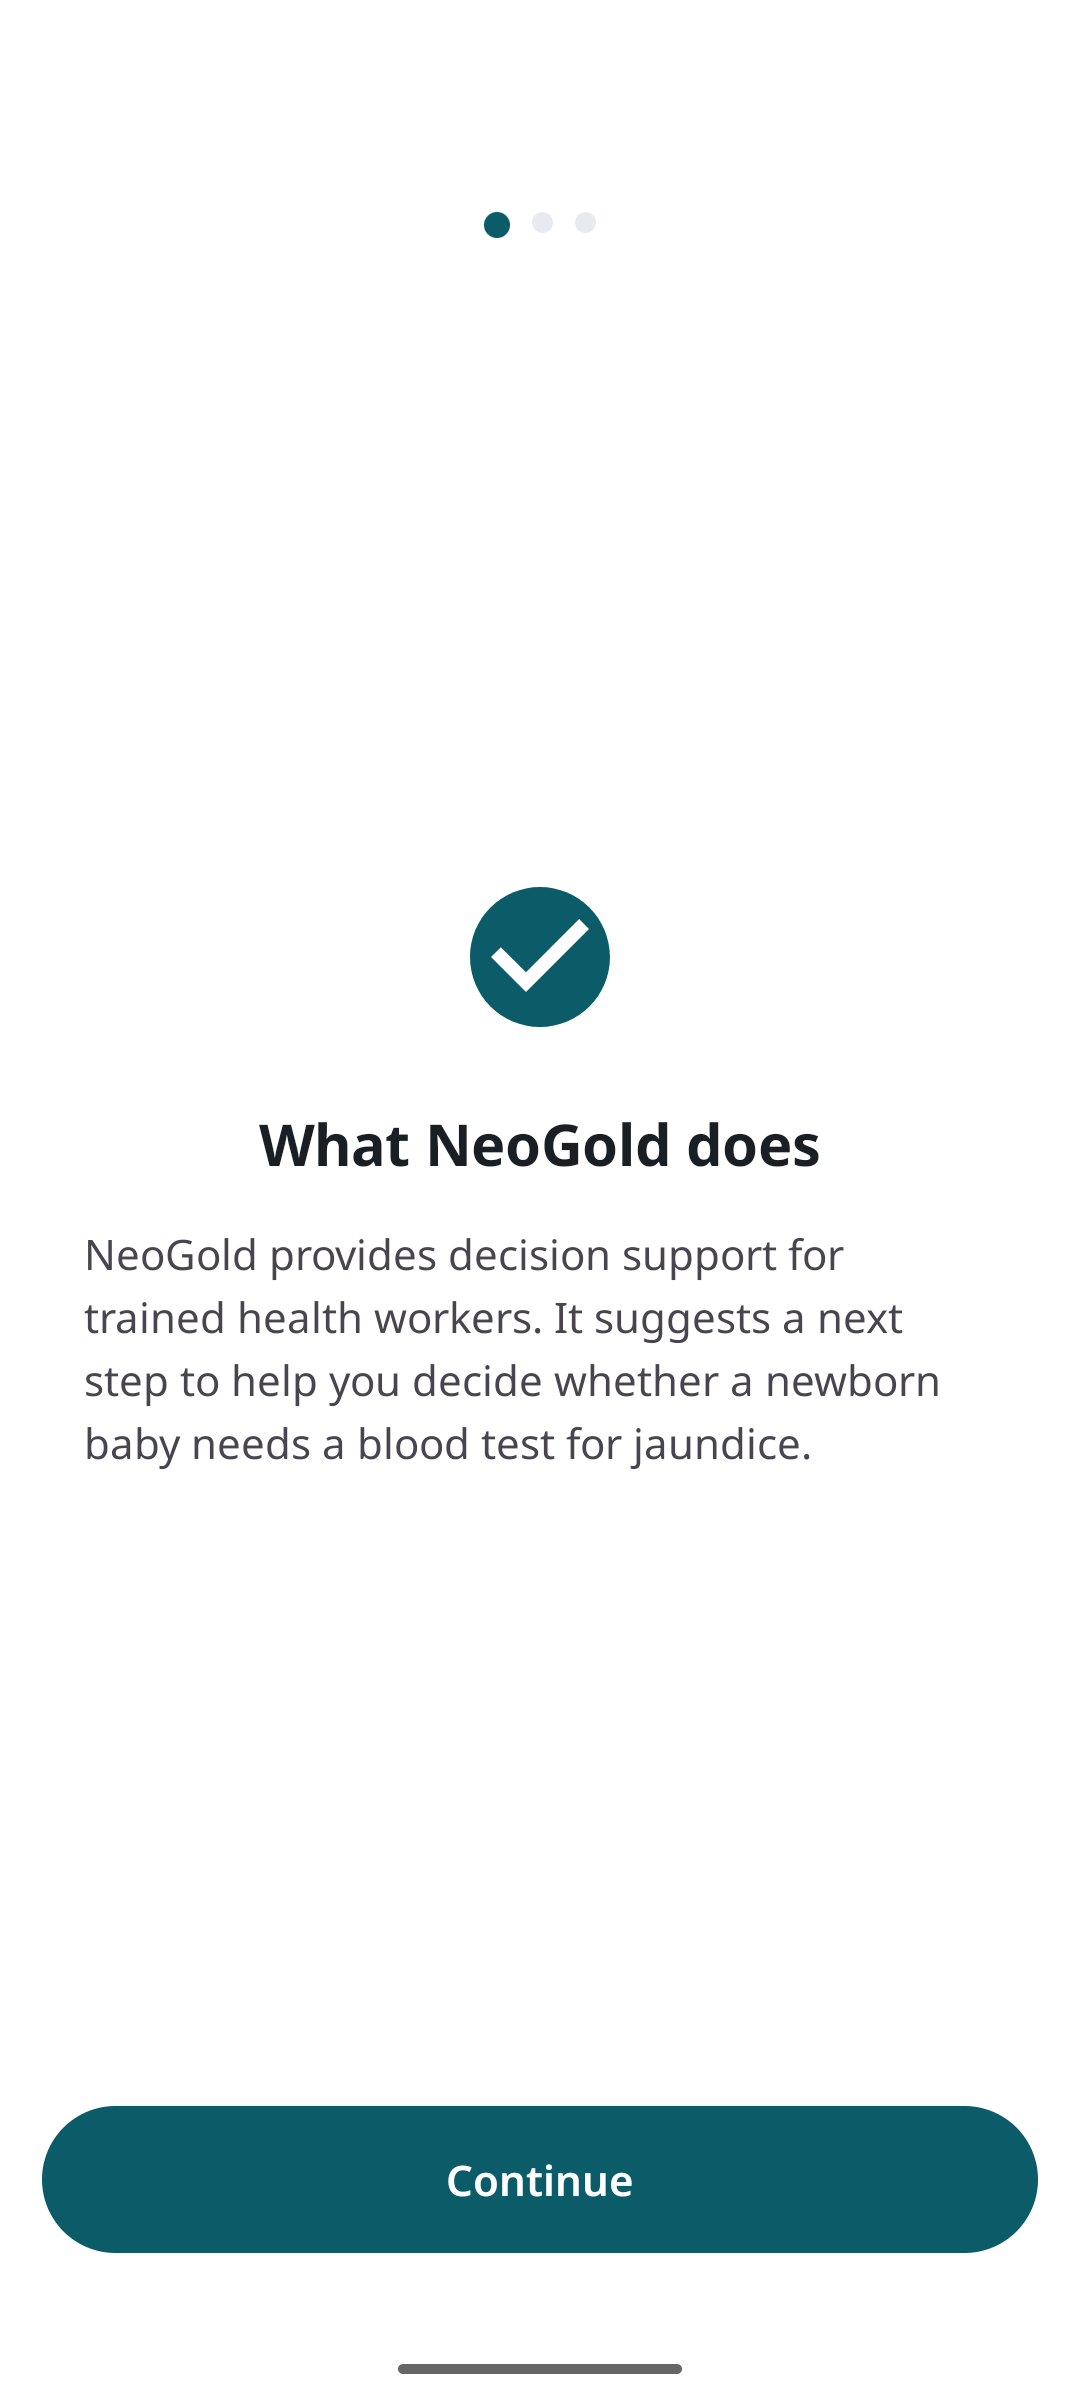 What NeoGold does
NeoGold provides decision support for
trained health workers. It suggests a next
step to help you decide whether a newborn
baby needs a blood test for jaundice.
Continue